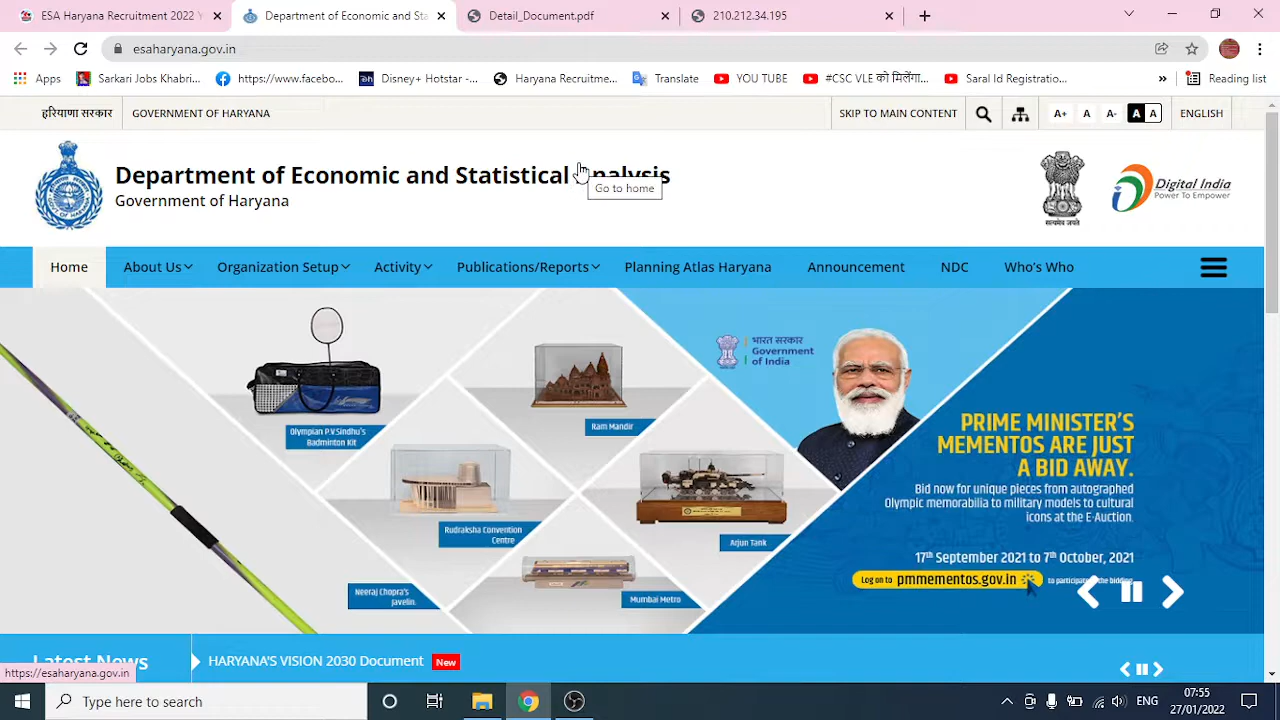 ESA Haryana Recruitment 2022 Y
Department of Economic and Sta
Detail_Document.pdf
210.212.34.195
esaharyana.gov.in
Apps
Sarkari Jobs Khabri...
https://www.facebo...
Disney+ Hotstar -...
Haryana Recruitme...
Translate
YOU TUBE
#CSC VLE को मिलेंगी...
Saral Id Registratio...
Reading list
हरियाणा सरकार
GOVERNMENT OF HARYANA
SKIP TO MAIN CONTENT
A+ A A- A A
ENGLISH
Department of Economic and Statistical Analysis
Go to home
Government of Haryana
सत्यमेव जयते
Digital India
Power To Empower
Home About Us Organization Setup Activity Publications/Reports Planning Atlas Haryana Announcement NDC Who's Who
भारत सरकार
Government
of India
Olympian P.V Sindhu's
Badminton Kit
Ram Mandir
Rudraksha Convention
Centre
Arjun Tank
Neeraj Chopra's
Javelin.
Mumbai Metro
PRIME MINISTER'S
MEMENTOS ARE JUST
A BID AWAY.
Bid now for unique pieces from autographed
Olympic memorabilia to military models to cultural
icons at the E-Auction.
17th September 2021 to 7th October, 2021
Log on to pmmementos.gov.in to participate in the bidding.
Latest News
HARYANA'S VISION 2030 Document New
https://esaharyana.gov.in
Type here to search
ENG
07:55
27/01/2022